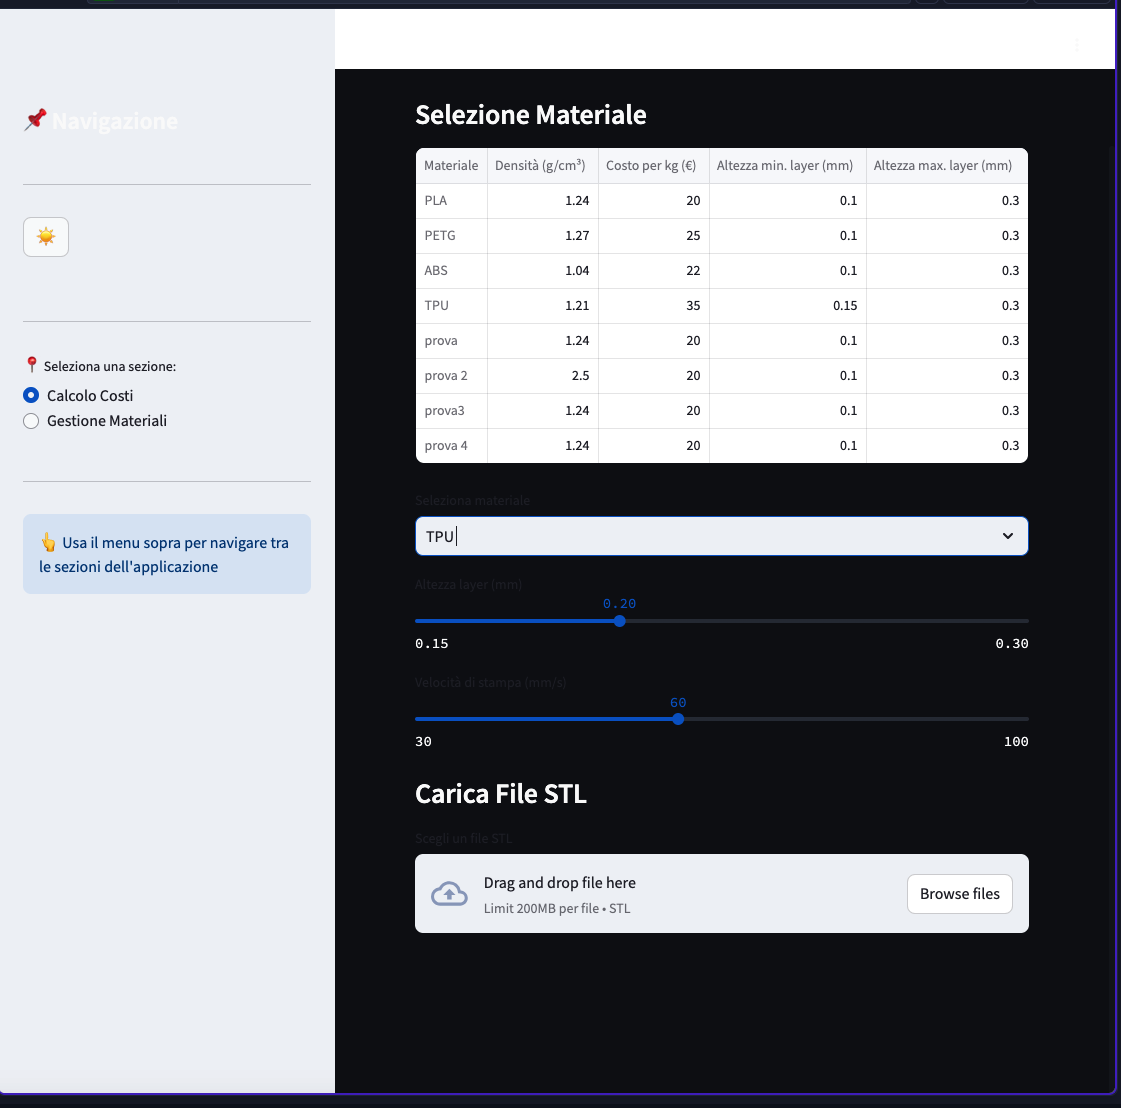 📌 Navigazione
📍 Seleziona una sezione:
Calcolo Costi
Gestione Materiali
👆 Usa il menu sopra per navigare tra
le sezioni dell'applicazione
Selezione Materiale
Materiale Densità (g/cm³) Costo per kg (€) Altezza min. layer (mm) Altezza max. layer (mm)
PLA 1.24 20 0.1 0.3
PETG 1.27 25 0.1 0.3
ABS 1.04 22 0.1 0.3
TPU 1.21 35 0.15 0.3
prova 1.24 20 0.1 0.3
prova 2 2.5 20 0.1 0.3
prova3 1.24 20 0.1 0.3
prova 4 1.24 20 0.1 0.3
Seleziona materiale
TPU
Altezza layer (mm)
0.20
0.15 0.30
Velocità di stampa (mm/s)
60
30 100
Carica File STL
Scegli un file STL
Drag and drop file here
Limit 200MB per file • STL
Browse files